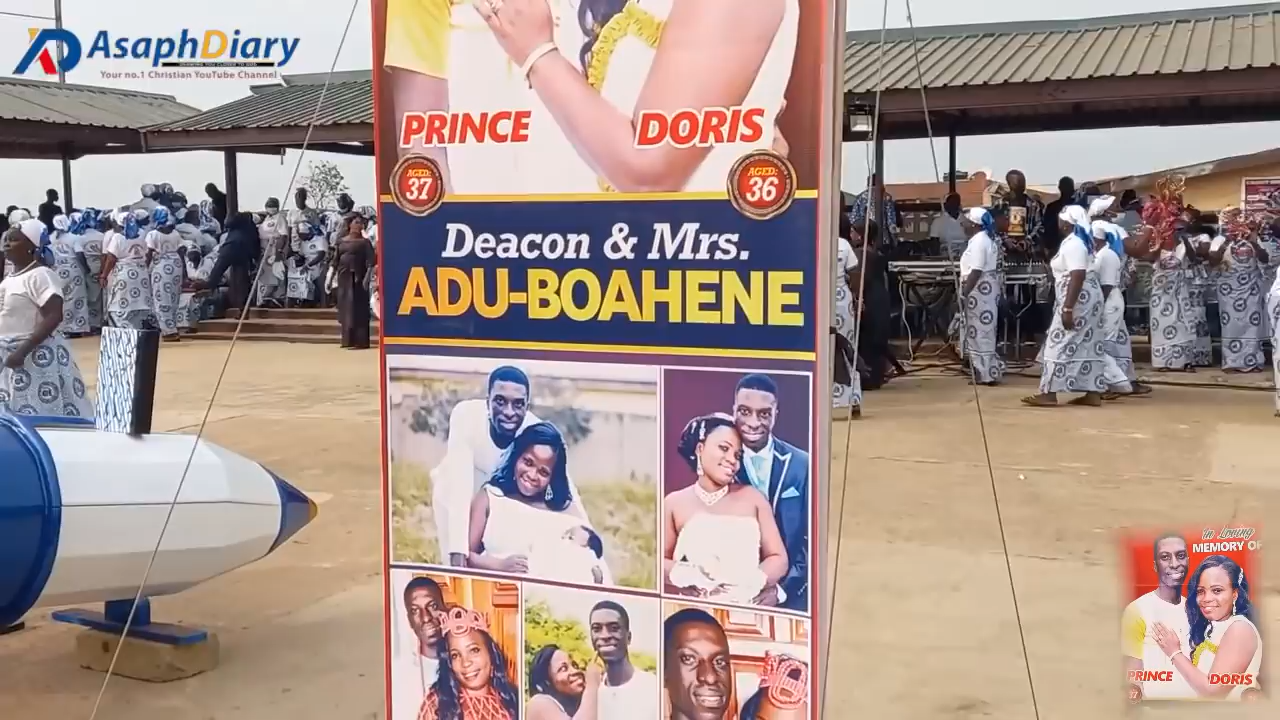 AsaphDiary
Your no.1 Christian YouTube Channel
PRINCE
DORIS
AGED:
37
AGED:
36
Deacon & Mrs.
ADU-BOAHENE
in Loving
MEMORY OF
PRINCE
DORIS
37